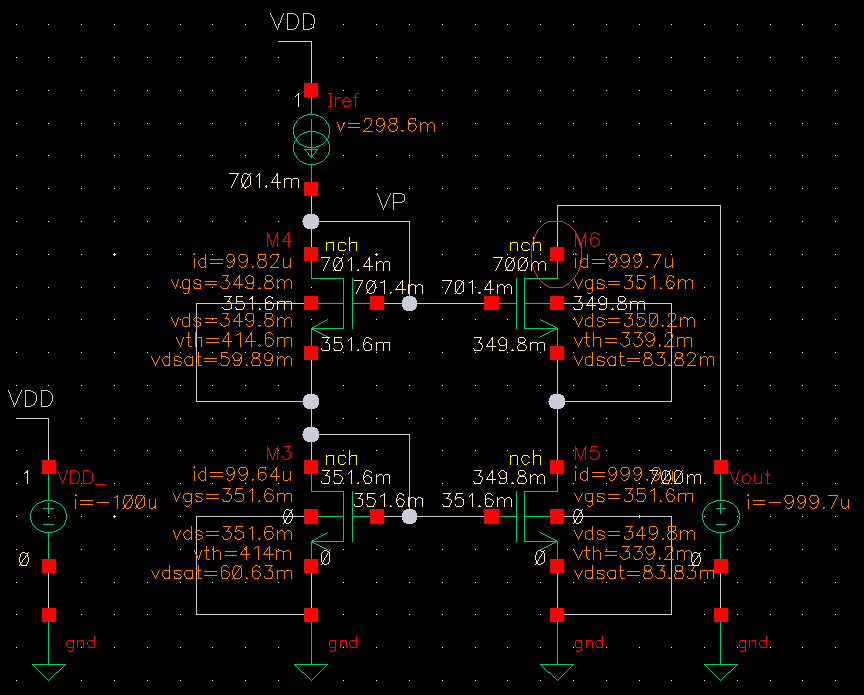 VDD
1
Iref
v=298.6m
701.4m
VP
M4
nch
id=99.82u
701.4m
vgs=349.8m
701.4m
351.6m
vds=349.8m
vth=414.6m
351.6m
vdsat=59.89m
nch
M6
700m
id=999.7u
701.4m
vgs=351.6m
349.8m
vds=350.2m
349.8m
vth=339.2m
vdsat=83.82m
VDD
1
VDD_
i=-100u
0
gnd
M3
nch
id=99.64u
351.6m
vgs=351.6m
351.6m
0
vds=351.6m
vth=414m
0
vdsat=60.63m
gnd
nch
M5
349.8m
351.6m
vgs=351.6m
0
vds=349.8m
0
vth=339.2m
vdsat=83.83m
gnd
700m
Vout
i=-999.7u
0
gnd